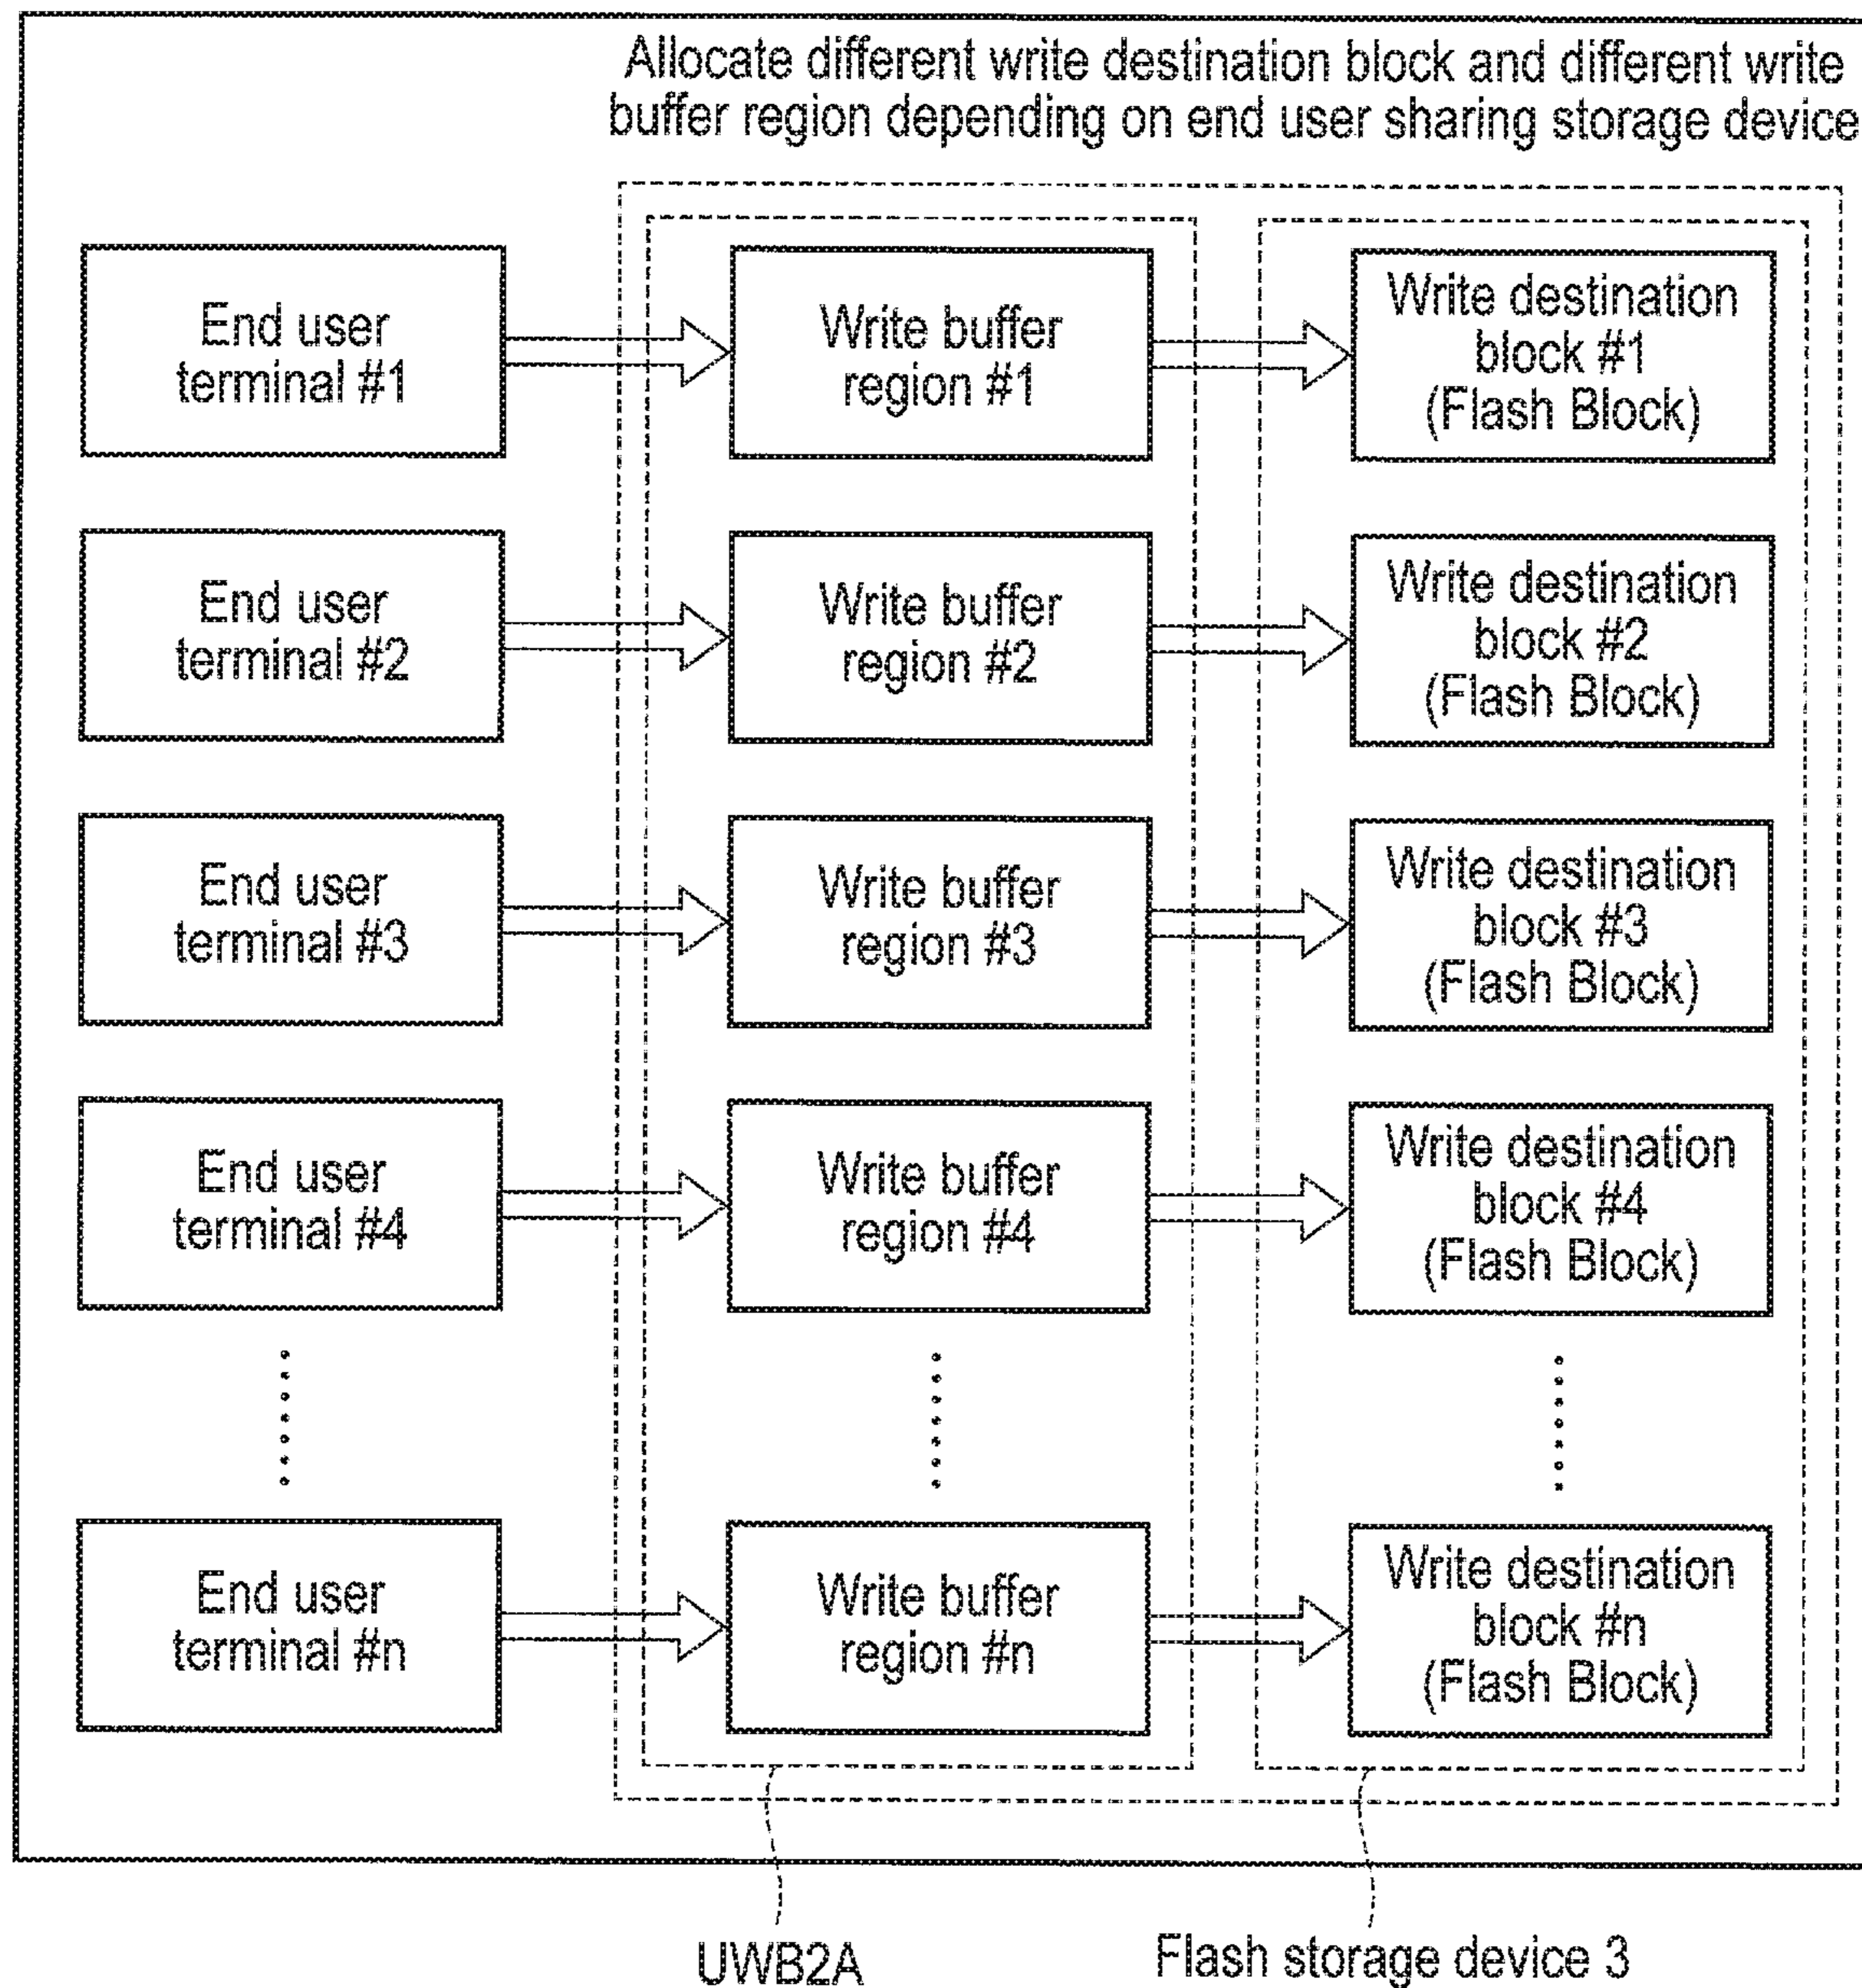 Allocate different write destination block and different write
buffer region depending on end user sharing storage device
End user
terminal #1
Write buffer
region #1
Write destination
block #1
(Flash Block)
End user
terminal #2
Write buffer
region #2
Write destination
block #2
(Flash Block)
End user
terminal #3
Write buffer
region #3
Write destination
block #3
(Flash Block)
End user
terminal #4
Write buffer
region #4
Write destination
block #4
(Flash Block)
End user
terminal #n
Write buffer
region #n
Write destination
block #n
(Flash Block)
UWB2A
Flash storage device 3